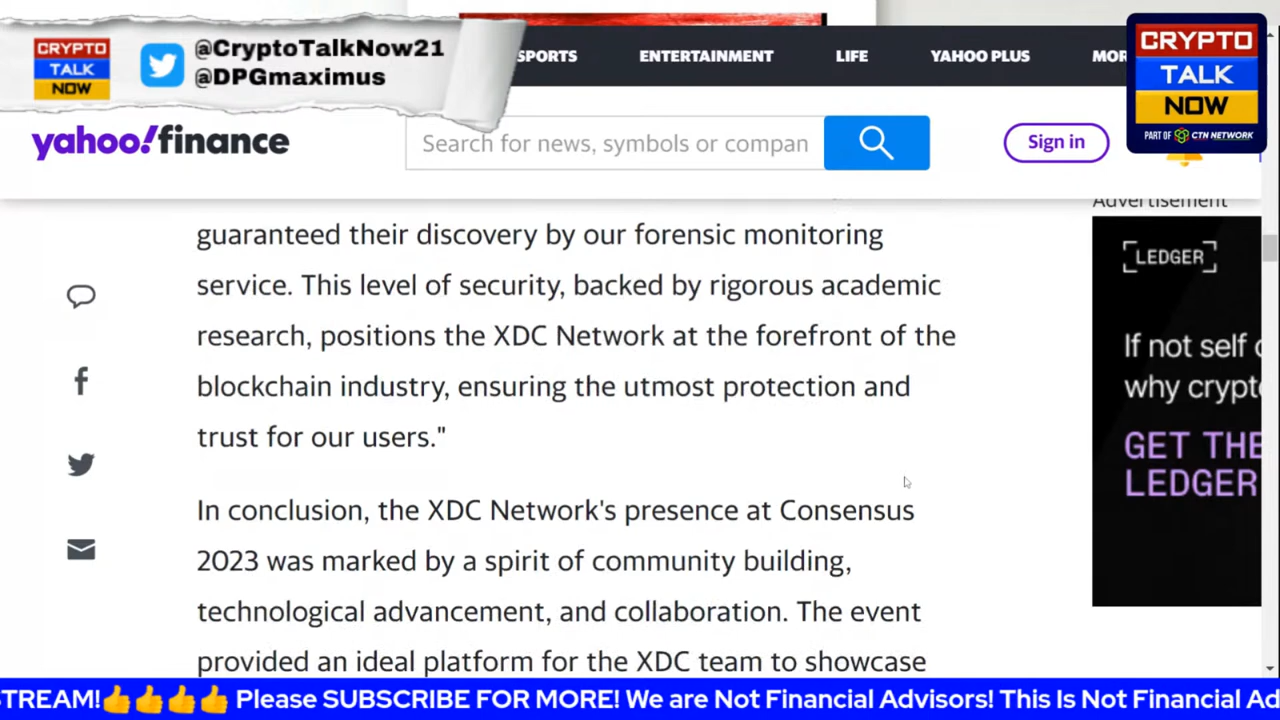 CRYPTO
TALK
NOW
@CryptoTalkNow21
@DPGmaximus
SPORTS
ENTERTAINMENT
LIFE
YAHOO PLUS
MOR
CRYPTO
TALK
NOW
PART OF CTN NETWORK
yahoo!finance
Search for news, symbols or compan
Sign in
Advertisement
guaranteed their discovery by our forensic monitoring
service. This level of security, backed by rigorous academic
research, positions the XDC Network at the forefront of the
blockchain industry, ensuring the utmost protection and
trust for our users."
In conclusion, the XDC Network's presence at Consensus
2023 was marked by a spirit of community building,
technological advancement, and collaboration. The event
provided an ideal platform for the XDC team to showcase
LEDGER
If not self c
why crypt
GET THE
LEDGER
STREAM!👍👍👍👍 Please SUBSCRIBE FOR MORE! We are Not Financial Advisors! This Is Not Financial Ad